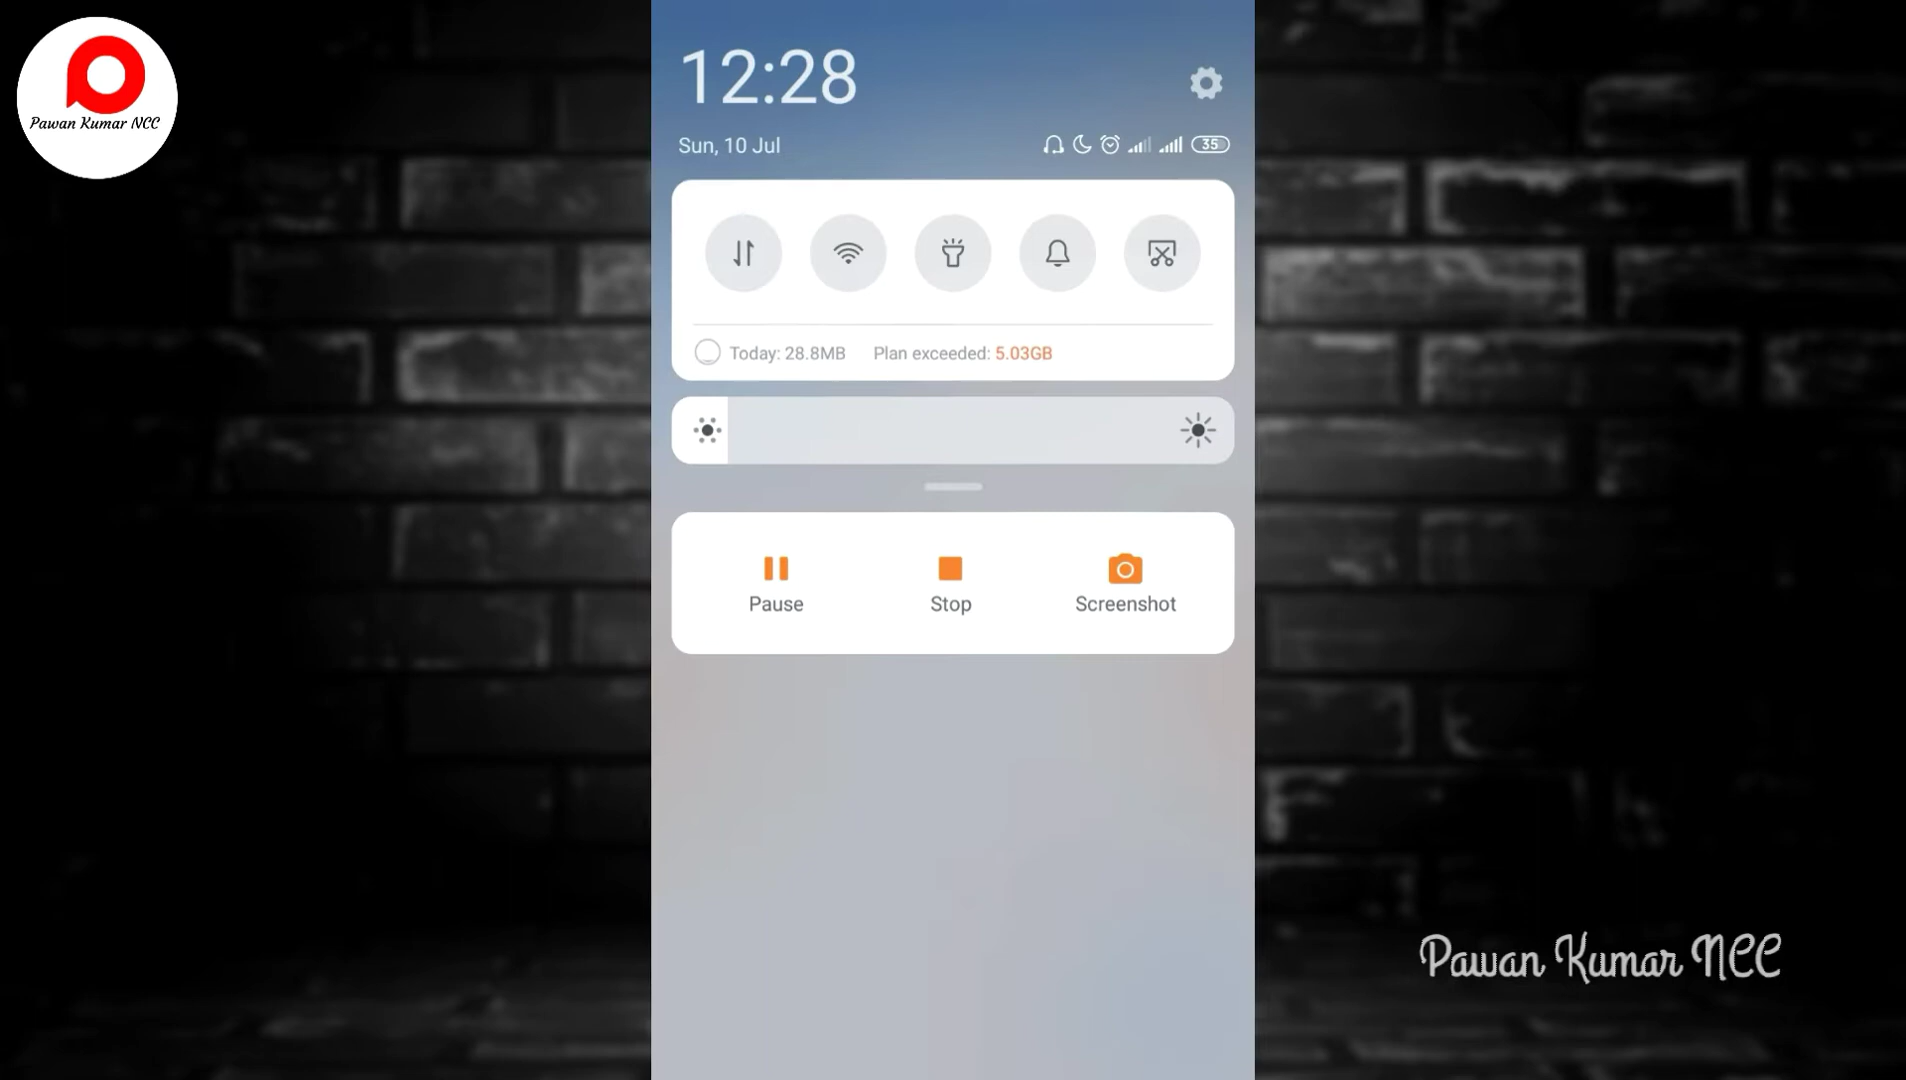 Pawan Kumar NCC
12:28
Sun, 10 Jul
35
Today: 28.8MB Plan exceeded: 5.03GB
Pause Stop Screenshot
Pawan Kumar NCC